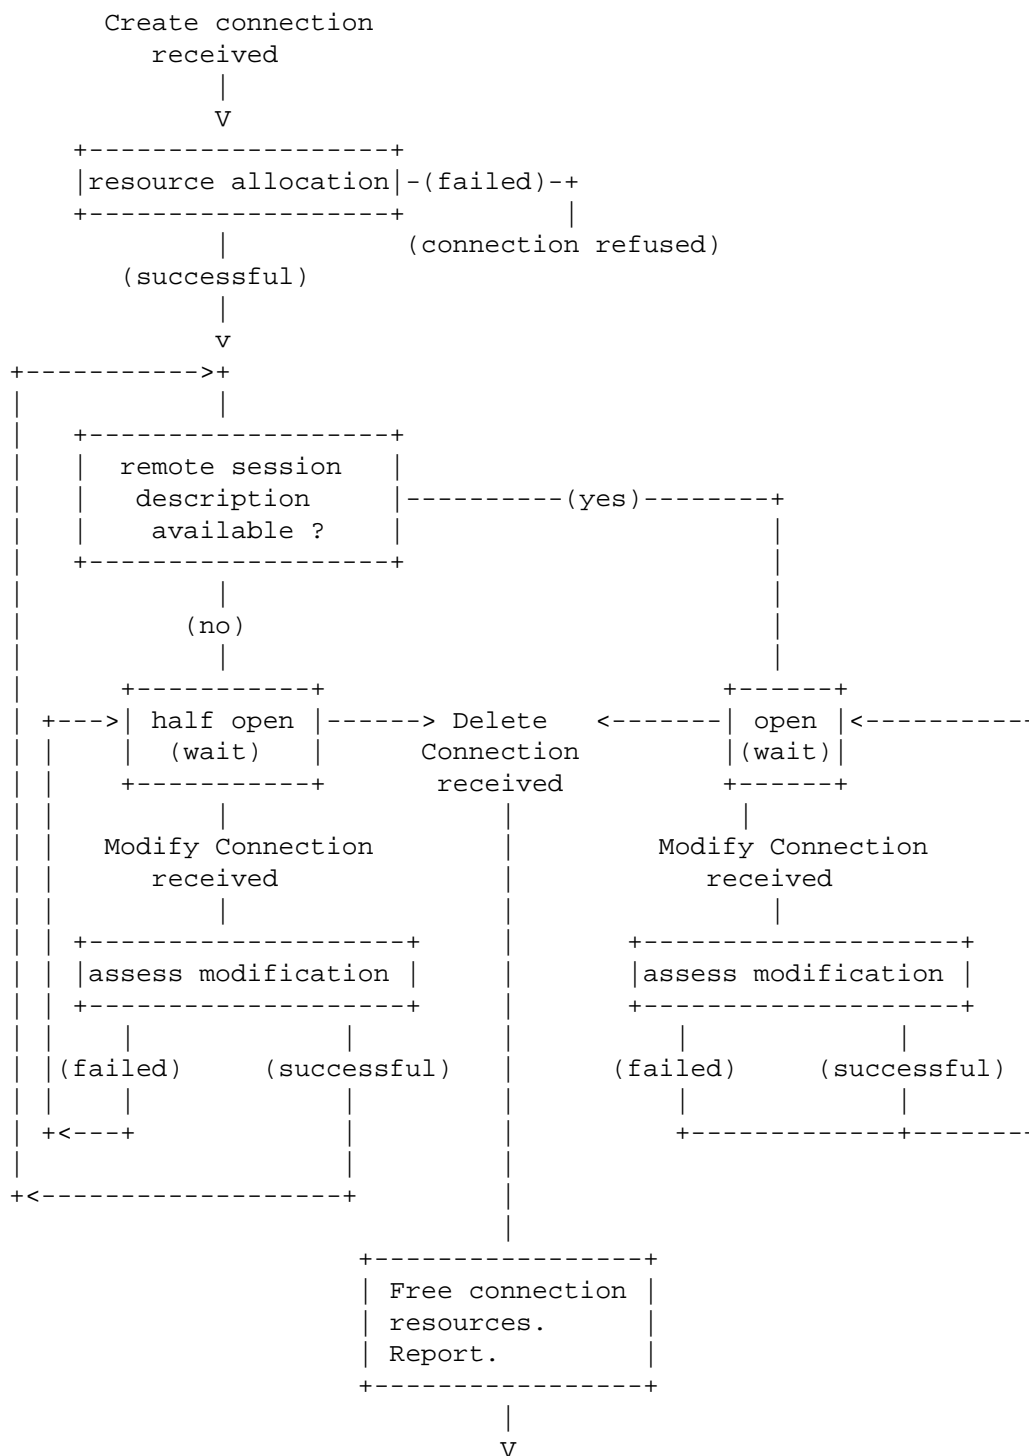 Create connection
received
|
V
+-------------------+
|resource allocation|-(failed)-+
+-------------------+          |
|           (connection refused)
(successful)
|
v
+----------->+
|            |
|   +-------------------+
|   |  remote session   |
|   |   description     |----------(yes)--------+
|   |    available ?    |                       |
|   +-------------------+                       |
|            |                                  |
|          (no)                                 |
|            |                                  |
|      +-----------+                         +------+
| +--->| half open |------> Delete   <-------| open |<------------
| |    |  (wait)   |      Connection         |(wait)|
| |    +-----------+       received          +------+
| |          |                 |              |
| |   Modify Connection        |         Modify Connection
| |      received              |            received
| |          |                 |                |
| | +--------------------+     |       +--------------------+
| | |assess modification |     |       |assess modification |
| | +--------------------+     |       +--------------------+
| |    |             |         |          |             |
| |(failed)     (successful)   |      (failed)     (successful)
| |    |             |         |          |             |
| +<---+             |         |          +-------------+--------
|                    |         |
+<-------------------+         |
|
+-----------------+
| Free connection |
| resources.      |
| Report.         |
+-----------------+
|
V